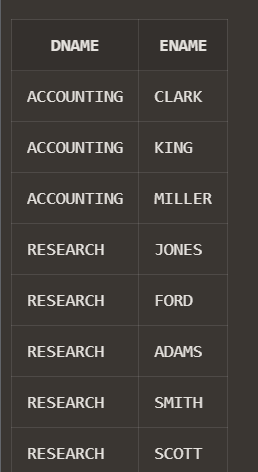 DNAME ENAME
ACCOUNTING CLARK
ACCOUNTING KING
ACCOUNTING MILLER
RESEARCH JONES
RESEARCH FORD
RESEARCH ADAMS
RESEARCH SMITH
RESEARCH SCOTT